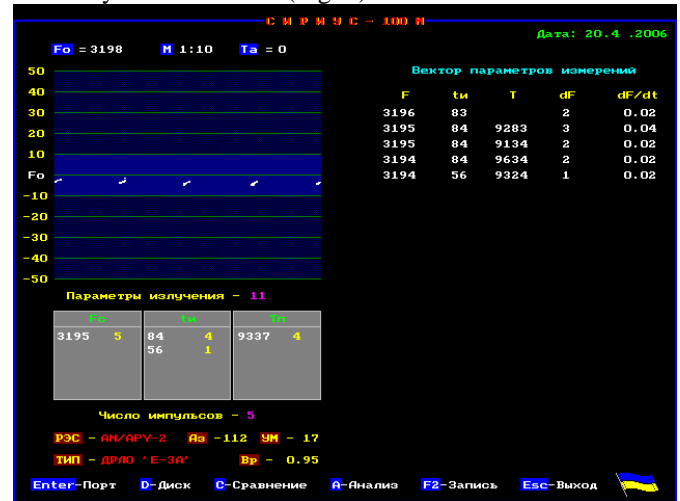 С И Р И У С – 100 М
Дата: 20.4 .2006
Fo = 3198 М 1:10 Та = 0
Вектор параметров измерений
50
40
30
20
10
Fo
-10
-20
-30
-40
-50
F tи T dF dF/dt
3196 83 2 0.02
3195 84 9283 3 0.04
3195 84 9134 2 0.02
3194 84 9634 2 0.02
3194 56 9324 1 0.02
Параметры излучения - 11
Fo tи Тп
3195 5 84 4 9337 4
56 1
Число импульсов - 5
РЭС - AN/APY-2 Аз -112 УМ - 17
ТИП - ДРЛО 'Е-3А' Вр - 0.95
Enter-Порт D-Диск C-Сравнение A-Анализ F2-Запись Esc-Выход